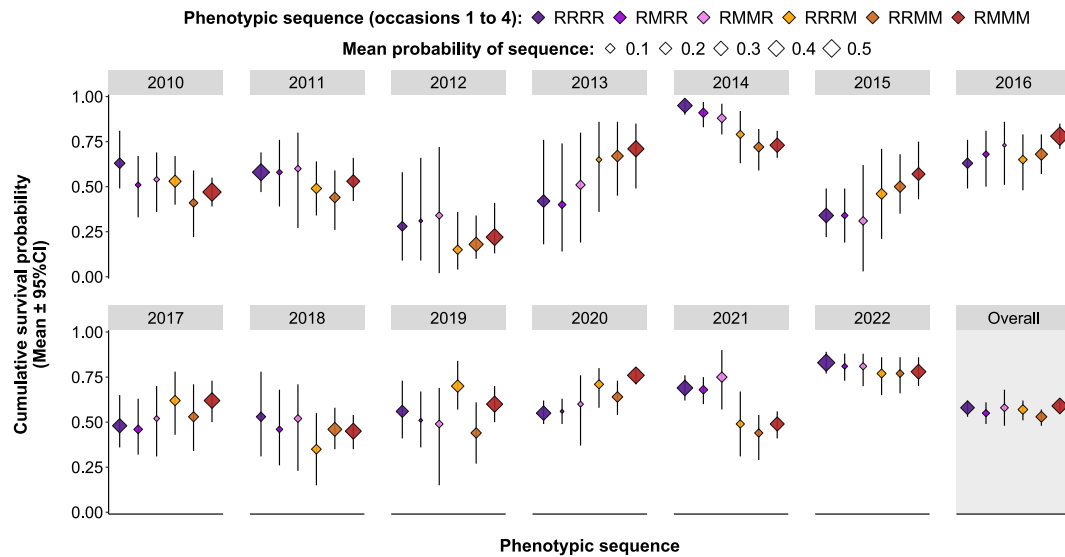 Phenotypic sequence (occasions 1 to 4): RRRR RMRR RMMR RRRM RRMM RMMM
Mean probability of sequence: 0.1 0.2 0.3 0.4 0.5
2010 2011 2012 2013 2014 2015 2016
1.00
0.75
0.50
0.25
0.00
2017 2018 2019 2020 2021 2022 Overall
1.00
0.75
0.50
0.25
0.00
Cumulative survival probability
(Mean ± 95%CI)
Phenotypic sequence